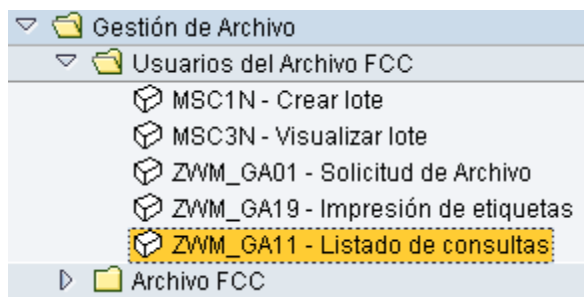 Gestión de Archivo
Usuarios del Archivo FCC
MSC1N - Crear lote
MSC3N - Visualizar lote
ZWM_GA01 - Solicitud de Archivo
ZWM_GA19 - Impresión de etiquetas
ZWM_GA11 - Listado de consultas
Archivo FCC